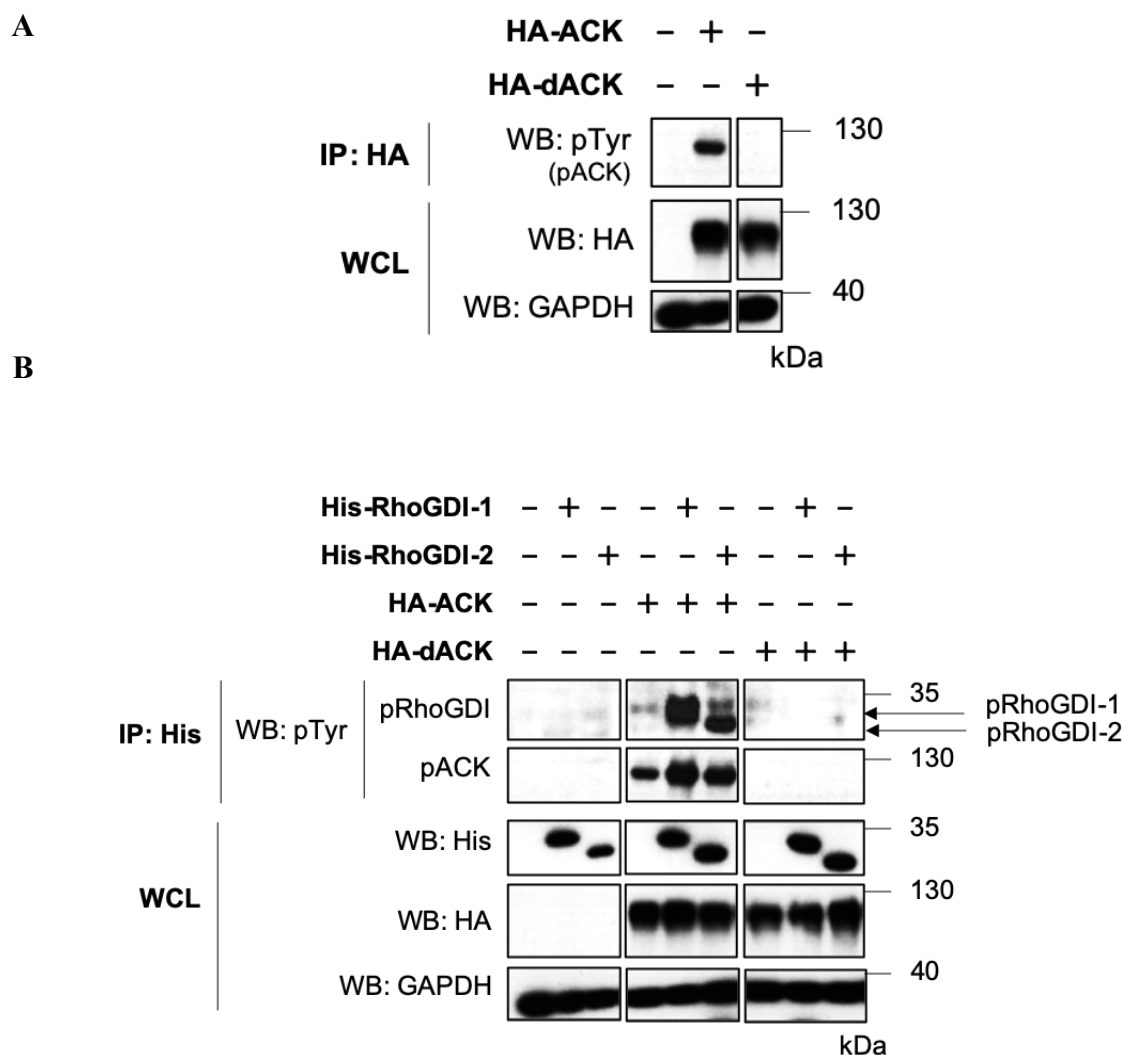 A
HA-ACK – + –
HA-dACK – – +
IP: HA
WB: pTyr
(pACK)
130
WCL
WB: HA
130
WB: GAPDH
40
kDa
B
His-RhoGDI-1 – + – – + – – + –
His-RhoGDI-2 – – + – – + – – +
HA-ACK – – – + + + – – –
HA-dACK – – – – – – + + +
IP: His
WB: pTyr
pRhoGDI
35
pRhoGDI-1
pRhoGDI-2
pACK
130
WCL
WB: His
35
WB: HA
130
WB: GAPDH
40
kDa